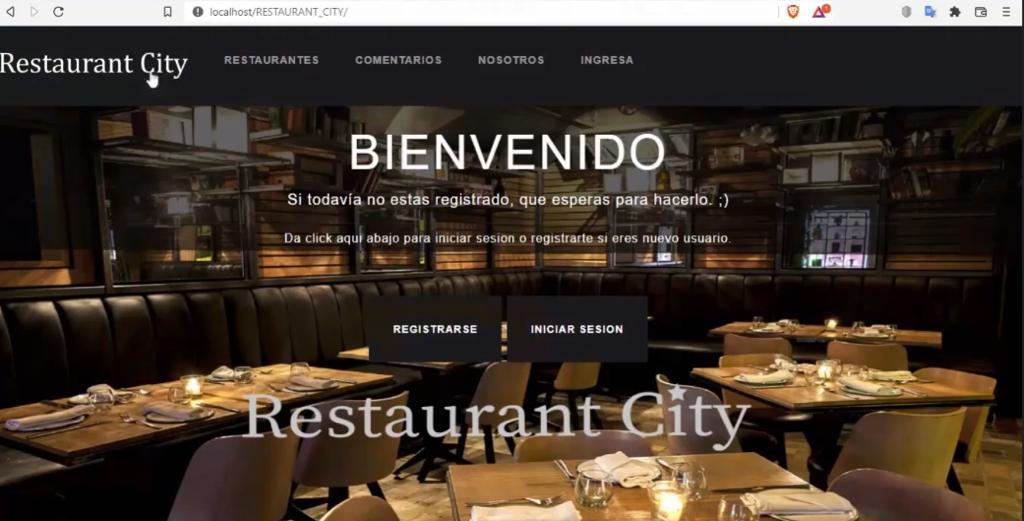 localhost/RESTAURANT_CITY/
Restaurant City
RESTAURANTES
COMENTARIOS
NOSOTROS
INGRESA
BIENVENIDO
Si todavía no estas registrado, que esperas para hacerlo. ;)
Da click aqui abajo para iniciar sesion o registrarte si eres nuevo usuario.
REGISTRARSE
INICIAR SESION
Restaurant City